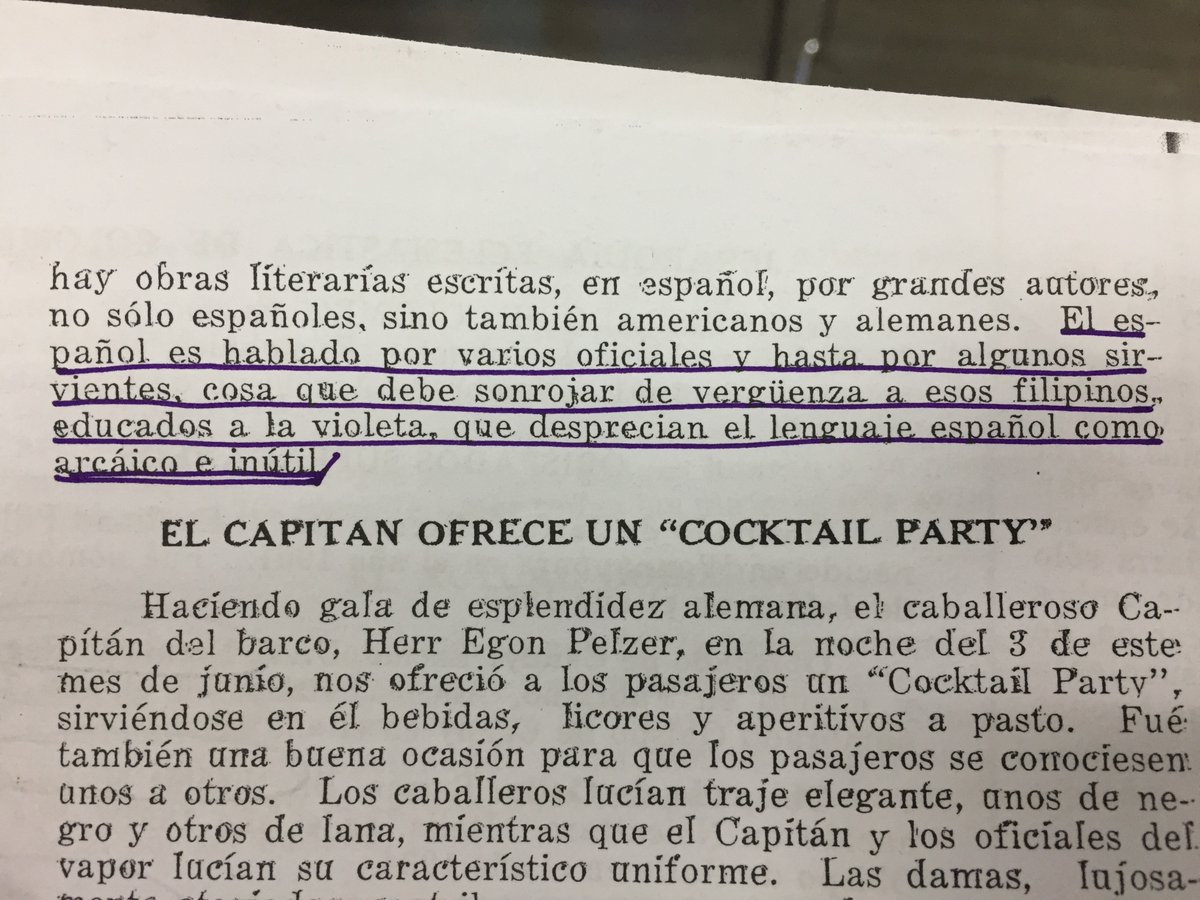 hay obras literarías escritas, en español, por grandes autores,
no sólo españoles, sino también americanos y alemanes. El es-
pañol es hablado por varios oficiales y hasta por algunos sir-
vientes, cosa que debe sonrojar de vergüenza a esos filipinos,
educados a la violeta, que desprecian el lenguaje español como
arcáico e inútil
EL CAPITAN OFRECE UN “COCKTAIL PARTY”
Haciendo gala de esplendidez alemana, el caballeroso Ca-
pitán del barco, Herr Egon Pelzer, en la noche del 3 de este
mes de junio, nos ofreció a los pasajeros un “Cocktail Party”,
sirviéndose en él bebidas, licores y aperitivos a pasto. Fué
también una buena ocasión para que los pasajeros se conociesen
unos a otros. Los caballeros lucían traje elegante, unos de ne-
gro y otros de lana, mientras que el Capitán y los oficiales del
vapor lucían su característico uniforme. Las damas, lujosa-